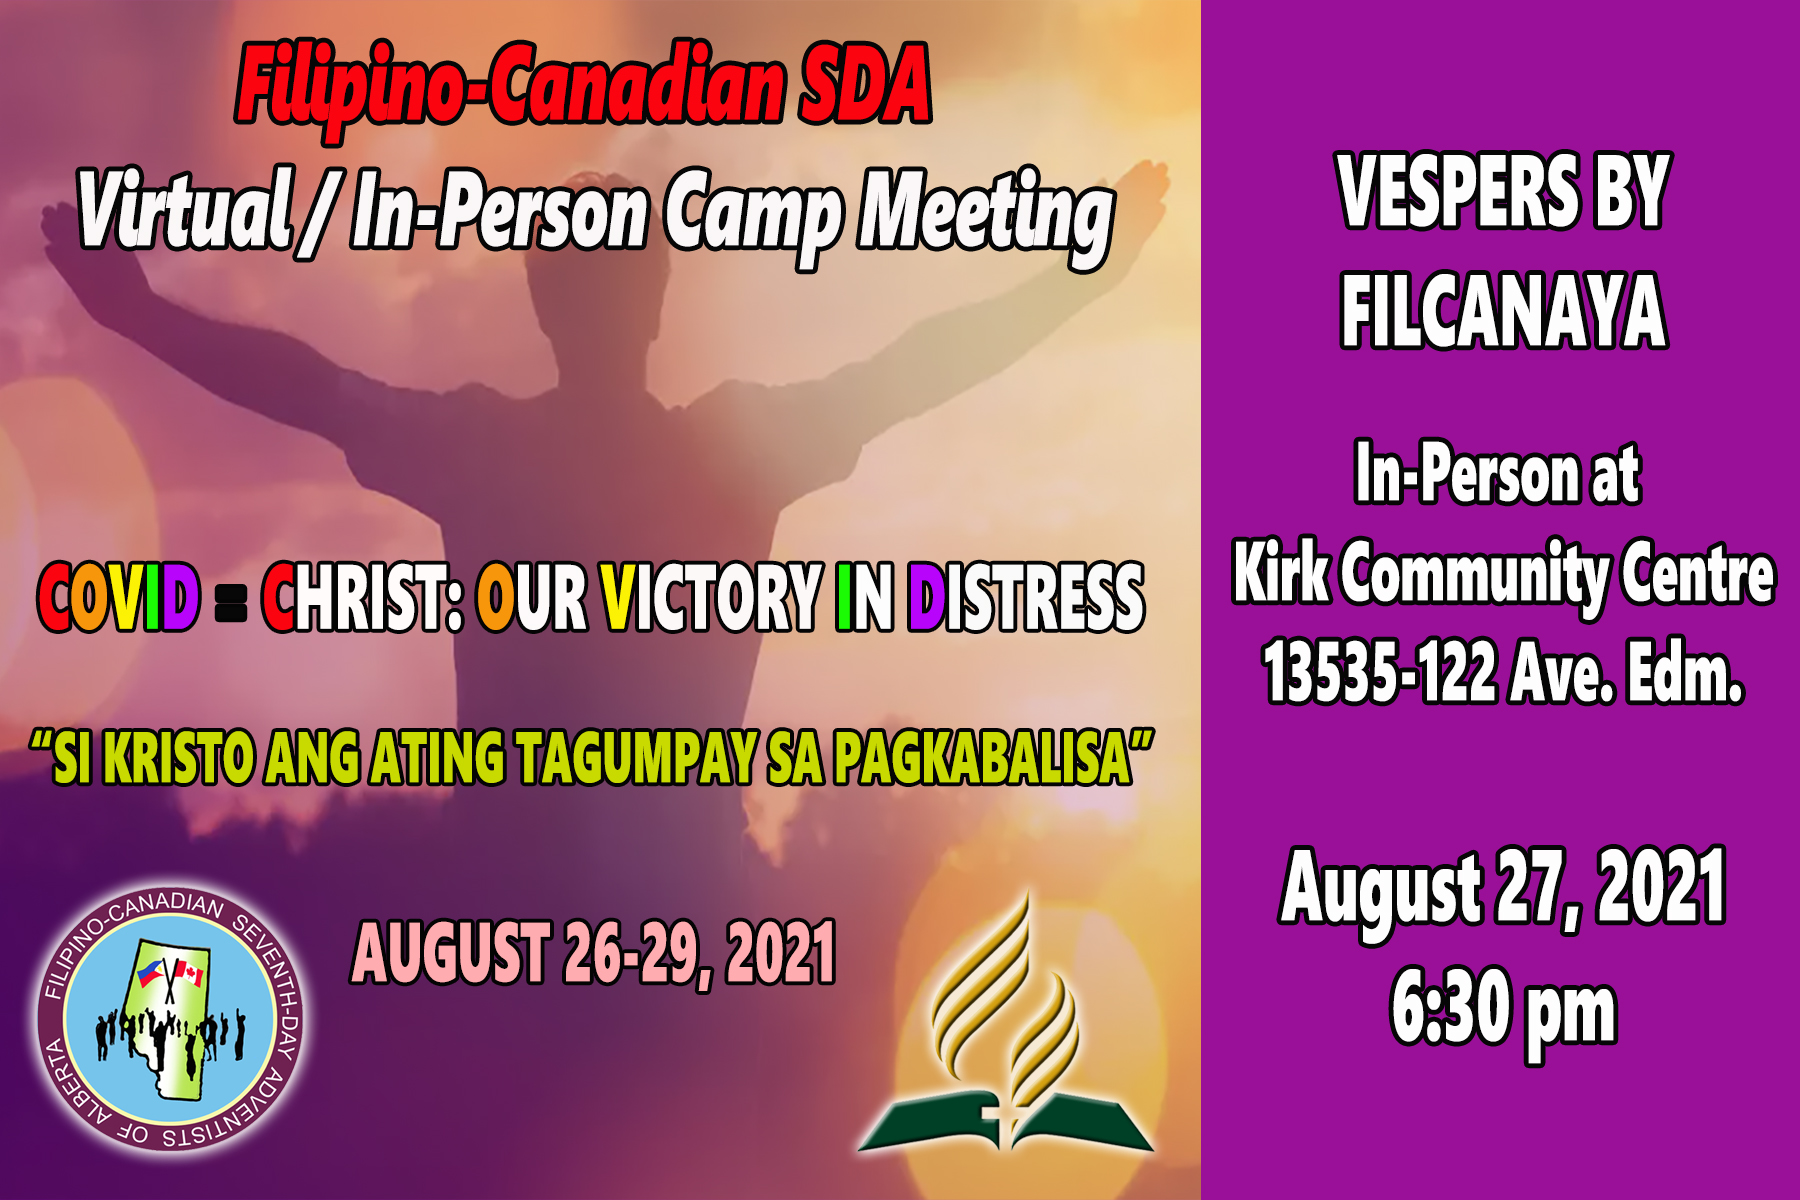 Filipino-Canadian SDA
Virtual / In-Person Camp Meeting
COVID = CHRIST: OUR VICTORY IN DISTRESS
“SI KRISTO ANG ATING TAGUMPAY SA PAGKABALISA”
AUGUST 26-29, 2021
FILIPINO-CANADIAN SEVENTH-DAY ADVENTISTS OF ALBERTA
VESPERS BY
FILCANAYA
In-Person at
Kirk Community Centre
13535-122 Ave. Edm.
August 27, 2021
6:30 pm